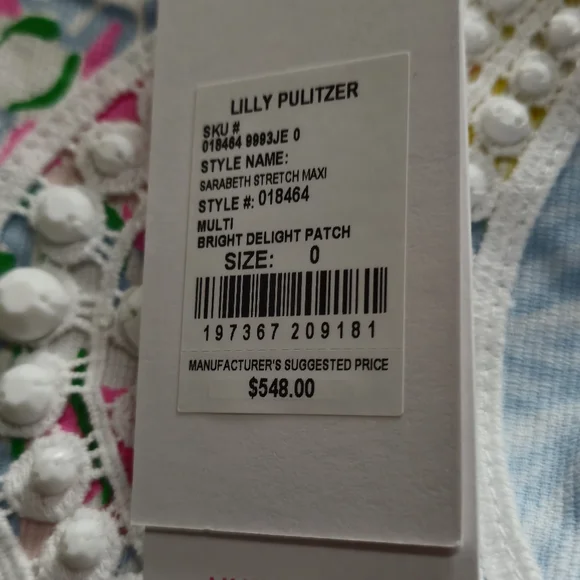 LILLY PULITZER
SKU #
018464 9993JE 0
STYLE NAME:
SARABETH STRETCH MAXI
STYLE #: 018464
MULTI
BRIGHT DELIGHT PATCH
SIZE: 0
197367 209181
MANUFACTURER'S SUGGESTED PRICE
$548.00